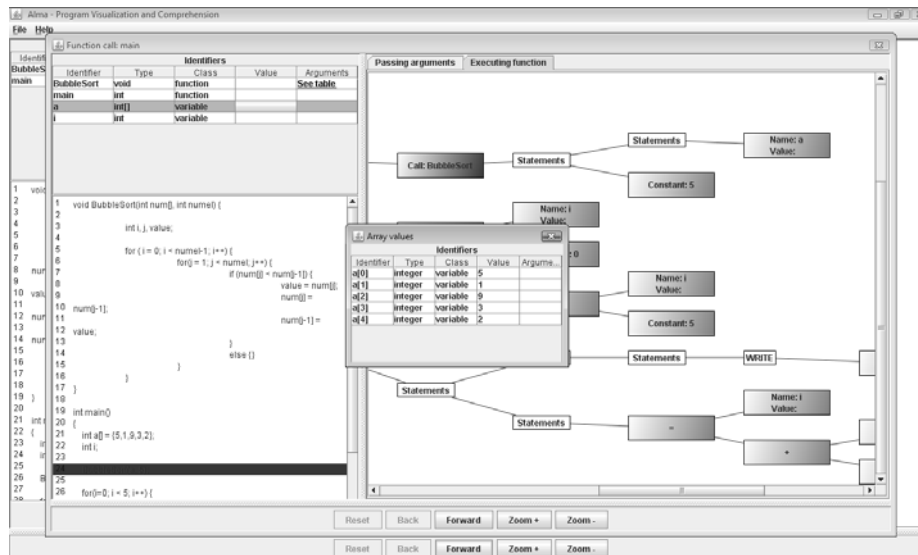 Alma - Program Visualization and Comprehension
File Help
Function call: main
Identifiers
Identifier Type Class Value Arguments
BubbleSort void function See table
main int function
a int[] variable
i int variable
1 void BubbleSort(int num[], int numel) {
2
3 int i, j, value;
4
5 for ( i = 0; i < numel-1; i++) {
6 for(j = 1; j < numel; j++) {
7 if (num[j] < num[j-1]) {
8 value = num[j];
9 num[j] =
10 num[j-1];
11 num[j-1] =
12 value;
13 }
14 else {}
15 }
16 }
17 }
18
19 int main()
20 {
21 int a[] = {5,1,9,3,2};
22 int i;
23
24
25
26 for(i=0; i < 5; i++) {
Passing arguments Executing function
Call: BubbleSort
Statements
Statements
Name: a
Value:
Constant: 5
Name: i
Value:
: 0
Name: i
Value:
Constant: 5
Statements
WRITE
Statements
Statements
=
Name: i
Value:
+
Array values
Identifiers
Identifier Type Class Value Argume...
a[0] integer variable 5
a[1] integer variable 1
a[2] integer variable 9
a[3] integer variable 3
a[4] integer variable 2
Reset Back Forward Zoom + Zoom -
Reset Back Forward Zoom + Zoom -